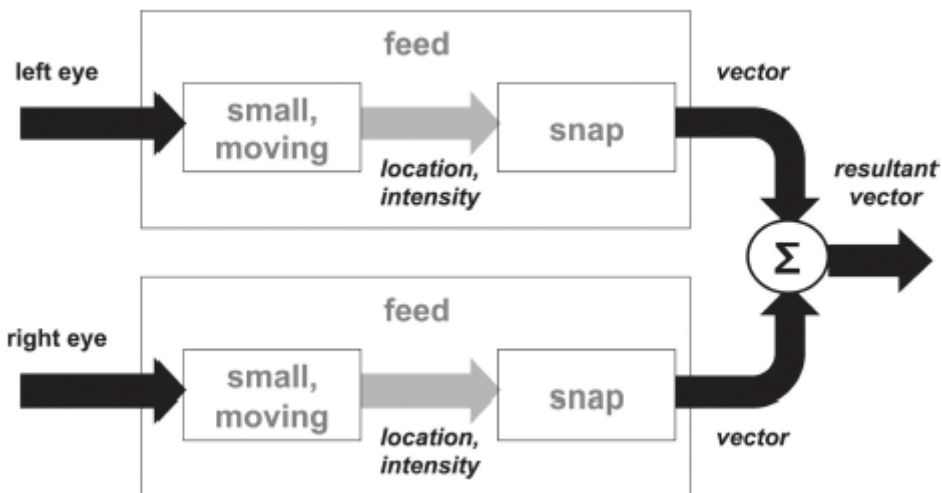 feed
left eye
small,
moving
location,
intensity
snap
vector
resultant
vector
Σ
feed
right eye
small,
moving
location,
intensity
snap
vector